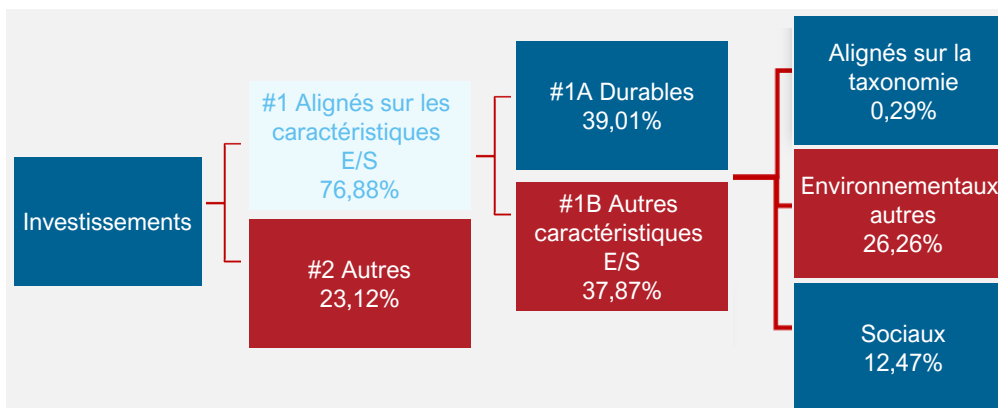 Investissements
#1 Alignés sur les
caractéristiques
E/S
76,88%
#2 Autres
23,12%
#1A Durables
39,01%
#1B Autres
caractéristiques
E/S
37,87%
Alignés sur la
taxonomie
0,29%
Environnementaux
autres
26,26%
Sociaux
12,47%